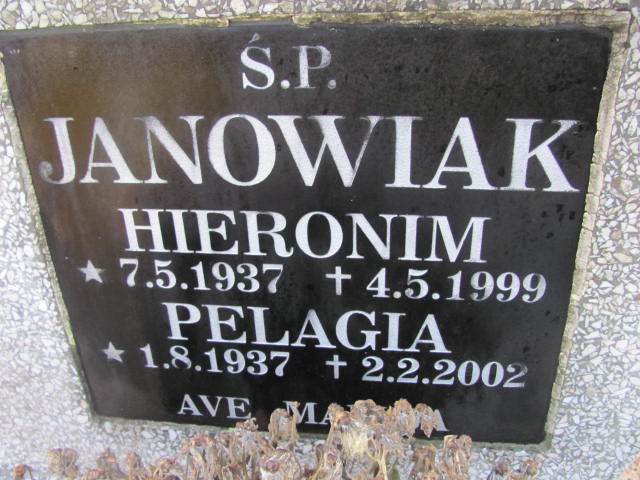 Ś.P.
JANOWIAK
HIERONIM
★ 7.5.1937 ✝ 4.5.1999
PELAGIA
★ 1.8.1937 ✝ 2.2.2002
AVE